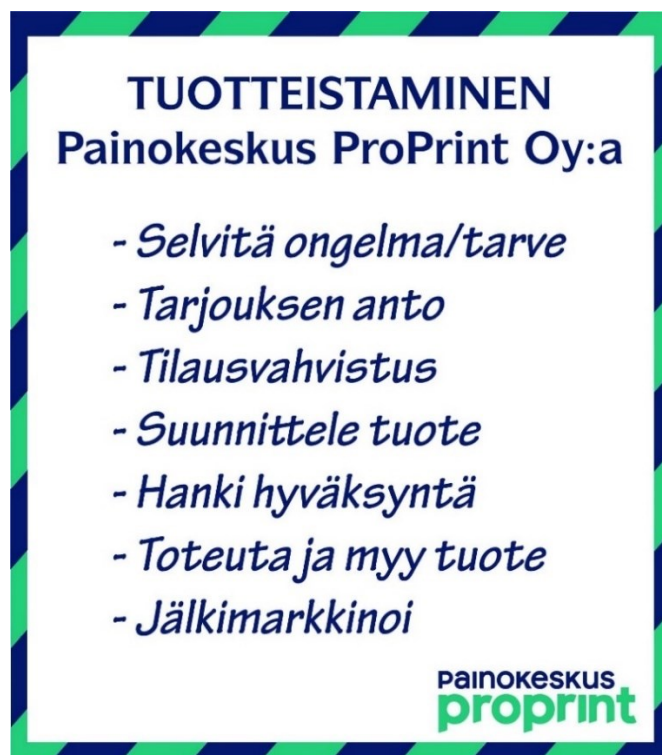 TUOTTEISTAMINEN
Painokeskus ProPrint Oy:a
- Selvitä ongelma/tarve
- Tarjouksen anto
- Tilausvahvistus
- Suunnittele tuote
- Hanki hyväksyntä
- Toteuta ja myy tuote
- Jälkimarkkinoi
PAINOKESKUS
proprint